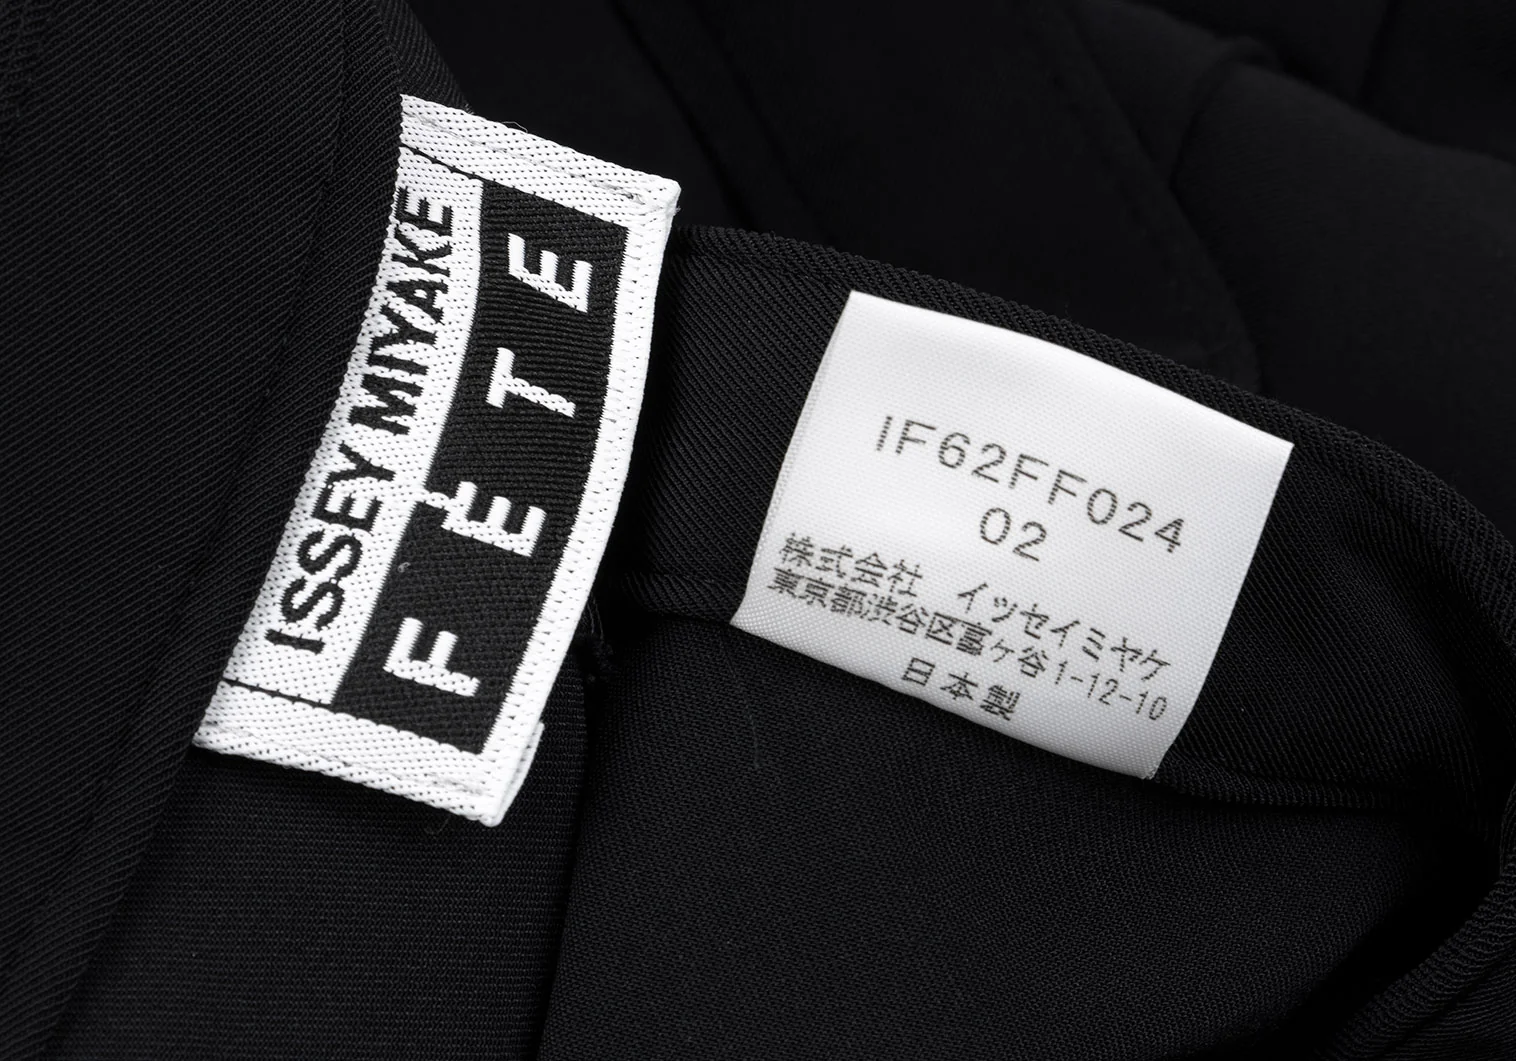 ISSEY MIYAKE
FÊTE
IF62FF024
02
株式会社　イッセイミヤケ
東京都渋谷区富ヶ谷1-12-10
日本製